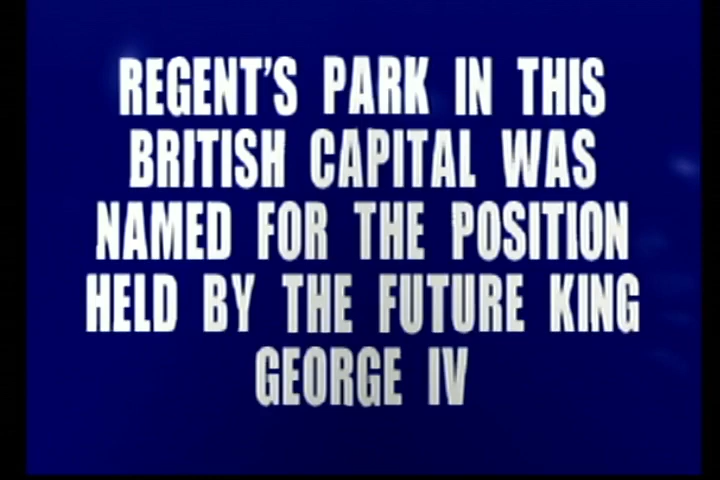 REGENT'S PARK IN THIS
BRITISH CAPITAL WAS
NAMED FOR THE POSITION
HELD BY THE FUTURE KING
GEORGE IV